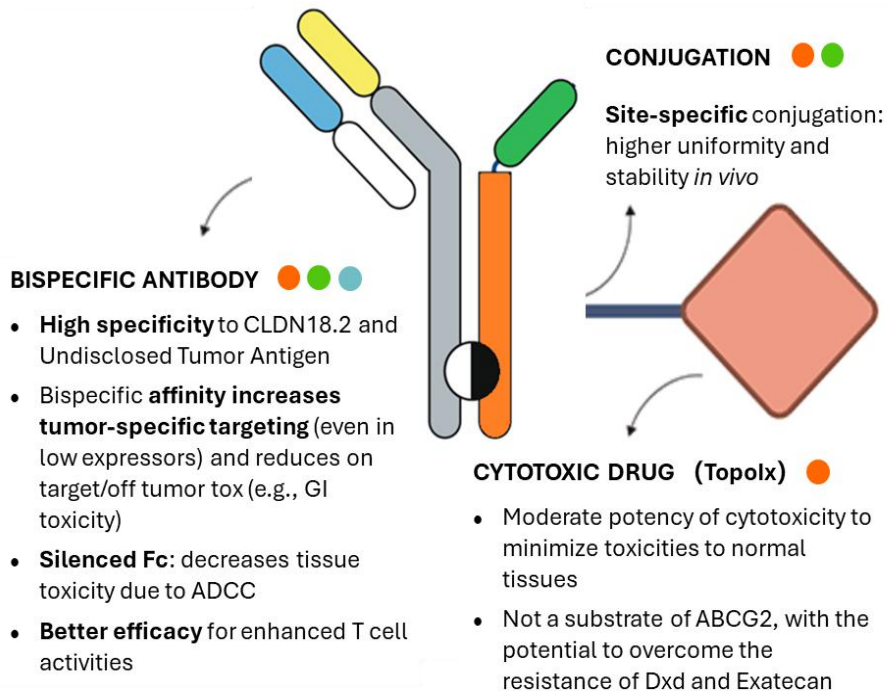 CONJUGATION
Site-specific conjugation:
higher uniformity and
stability in vivo
BISPECIFIC ANTIBODY
• High specificity to CLDN18.2 and
Undisclosed Tumor Antigen
• Bispecific affinity increases
tumor-specific targeting (even in
low expressors) and reduces on
target/off tumor tox (e.g., GI
toxicity)
• Silenced Fc: decreases tissue
toxicity due to ADCC
• Better efficacy for enhanced T cell
activities
CYTOTOXIC DRUG (TopoIx)
• Moderate potency of cytotoxicity to
minimize toxicities to normal
tissues
• Not a substrate of ABCG2, with the
potential to overcome the
resistance of Dxd and Exatecan